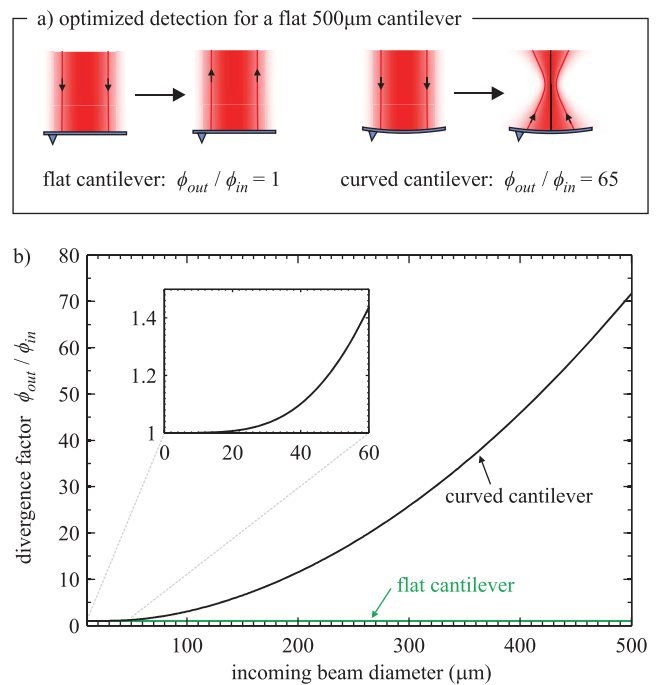 a) optimized detection for a flat 500μm cantilever
flat cantilever: ϕout / ϕin = 1
curved cantilever: ϕout / ϕin = 65
b)
80
70
60
50
40
30
20
10
0
divergence factor ϕout / ϕin
1.4
1.2
1
0 20 40 60
curved cantilever
flat cantilever
100 200 300 400 500
incoming beam diameter (μm)